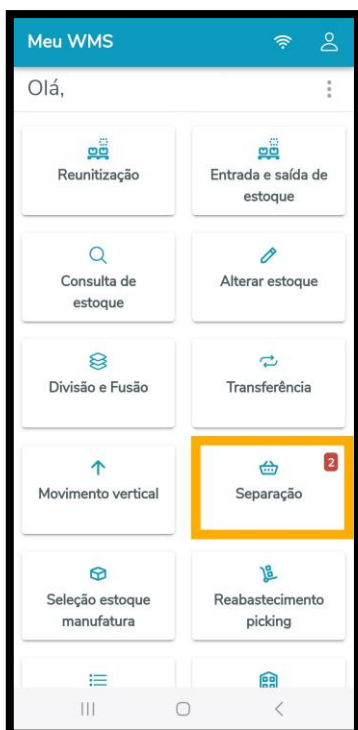 Meu WMS
Olá,
Reunitização
Entrada e saída de
estoque
Consulta de
estoque
Alterar estoque
Divisão e Fusão
Transferência
Movimento vertical
2
Separação
Seleção estoque
manufatura
Reabastecimento
picking